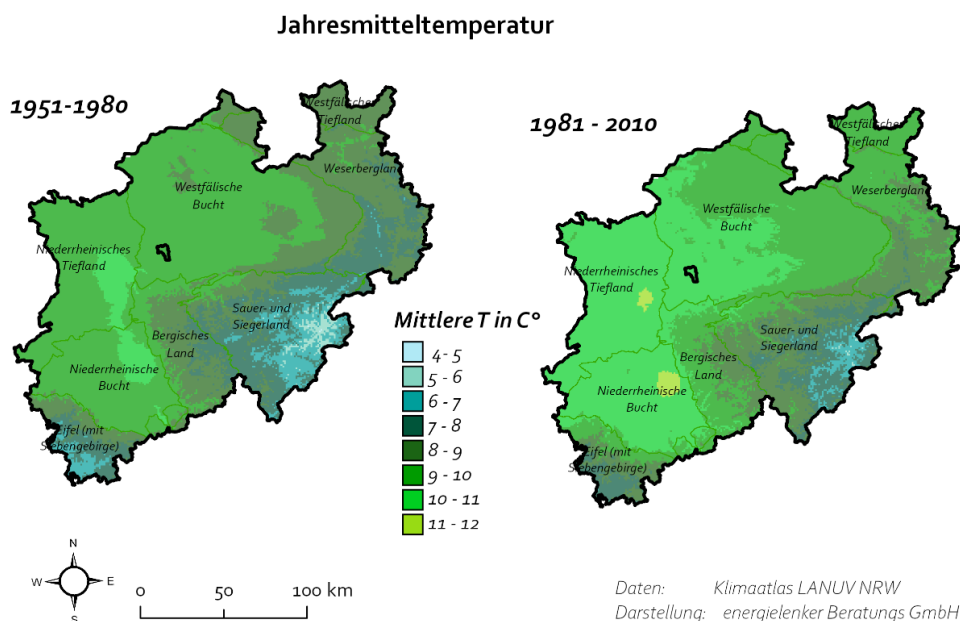 Jahresmitteltemperatur
1951-1980
Westfälisches
Tiefland
Weserbergland
Westfälische
Bucht
Niederrheinisches
Tiefland
Sauer- und
Siegerland
Bergisches
Land
Niederrheinische
Bucht
Eifel (mit
Siebengebirge)
1981 - 2010
Westfälisches
Tiefland
Weserbergland
Westfälische
Bucht
Niederrheinisches
Tiefland
Sauer- und
Siegerland
Bergisches
Land
Niederrheinische
Bucht
Eifel (mit
Siebengebirge)
Mittlere T in C°
4 - 5
5 - 6
6 - 7
7 - 8
8 - 9
9 - 10
10 - 11
11 - 12
N
W E
S
0 50 100 km
Daten: Klimaatlas LANUV NRW
Darstellung: energielenker Beratungs GmbH